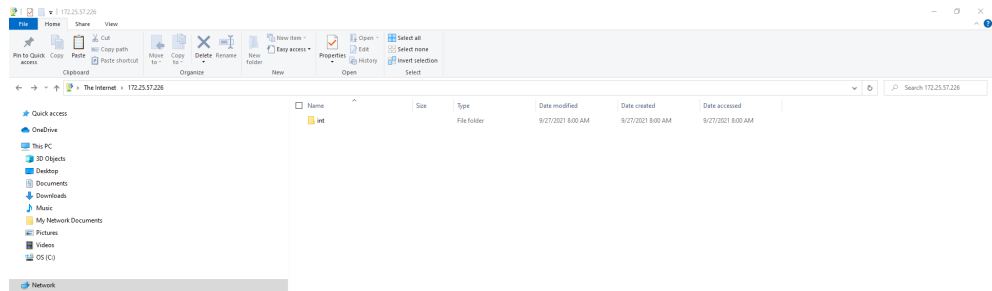 172.25.57.226
File Home Share View
Pin to Quick access
Copy
Paste
Cut
Copy path
Paste shortcut
Move to
Copy to
Delete
Rename
New folder
New item
Easy access
Properties
Open
Edit
History
Select all
Select none
Invert selection
Clipboard Organize New Open Select
The Internet 172.25.57.226
Search 172.25.57.226
Name Size Type Date modified Date created Date accessed
int File folder 9/27/2021 8:00 AM 9/27/2021 8:00 AM 9/27/2021 8:00 AM
Quick access
OneDrive
This PC
3D Objects
Desktop
Documents
Downloads
Music
My Network Documents
Pictures
Videos
OS (C:)
Network